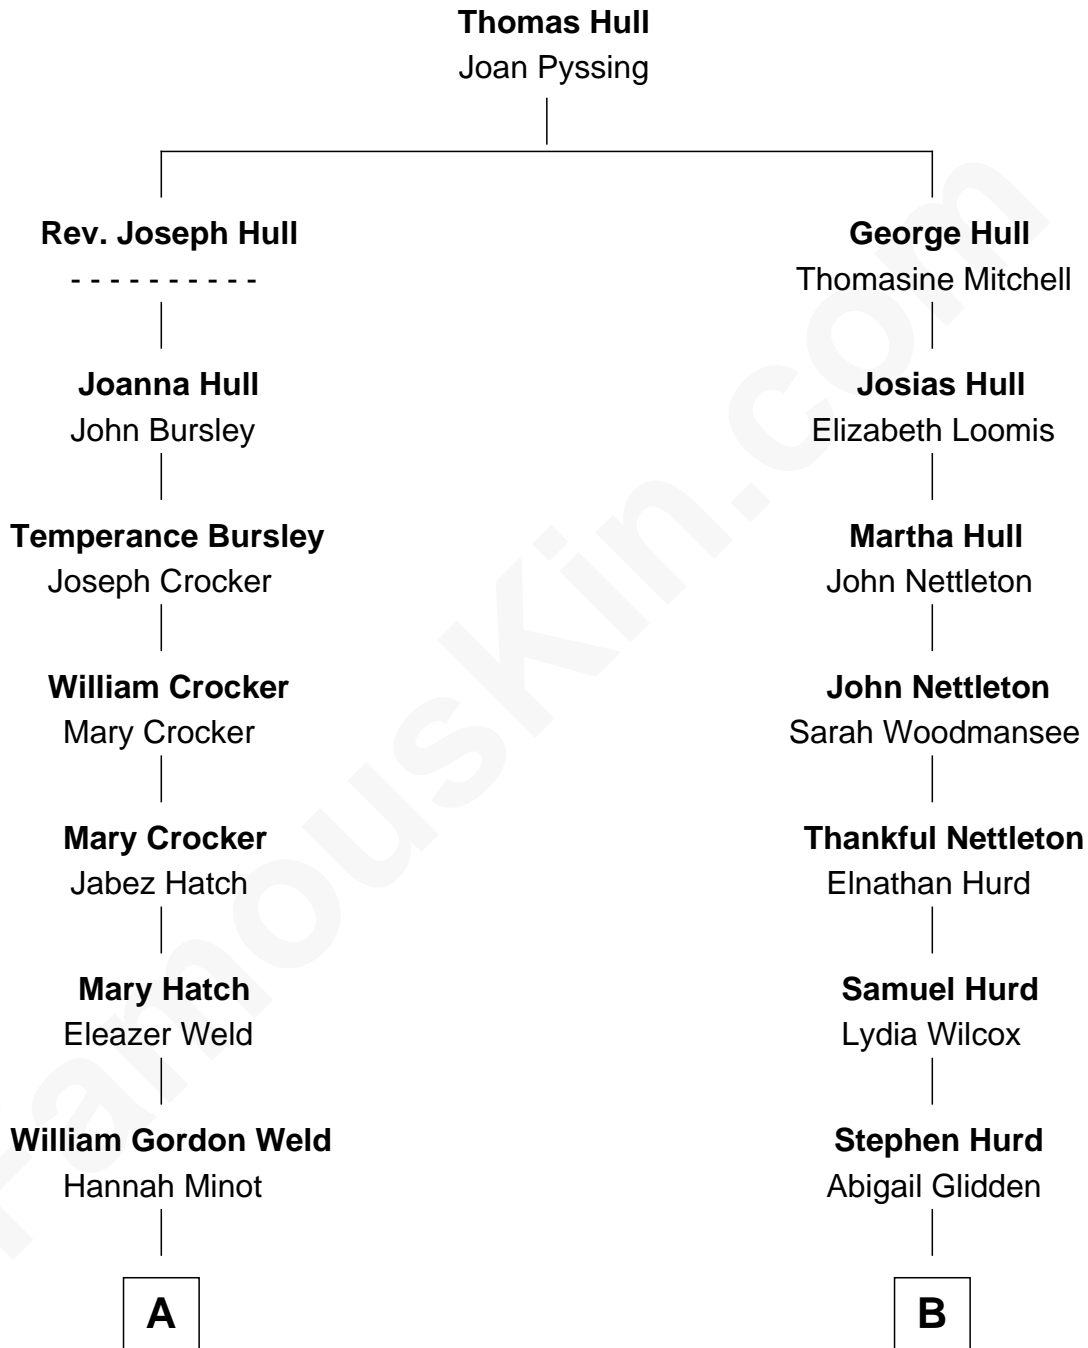 Thomas Hull
Joan Pyssing
Rev. Joseph Hull
- - - - - - - - - -
Joanna Hull
John Bursley
Temperance Bursley
Joseph Crocker
William Crocker
Mary Crocker
Mary Crocker
Jabez Hatch
Mary Hatch
Eleazer Weld
William Gordon Weld
Hannah Minot
A
George Hull
Thomasine Mitchell
Josias Hull
Elizabeth Loomis
Martha Hull
John Nettleton
John Nettleton
Sarah Woodmansee
Thankful Nettleton
Elnathan Hurd
Samuel Hurd
Lydia Wilcox
Stephen Hurd
Abigail Glidden
B
FamousKin.com